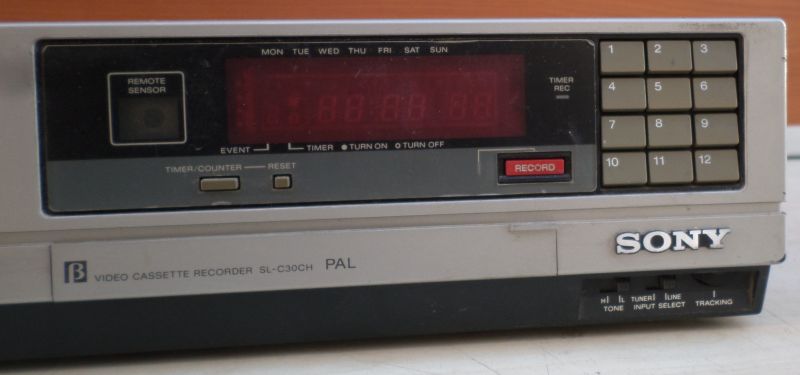 MON TUE WED THU FRI SAT SUN
REMOTE
SENSOR
TIMER
REC
1 2 3
4 5 6
7 8 9
10 11 12
EVENT TIMER TURN ON TURN OFF
TIMER/COUNTER RESET
RECORD
SONY
β VIDEO CASSETTE RECORDER SL-C30CH PAL
H L TUNER LINE
TONE INPUT SELECT TRACKING